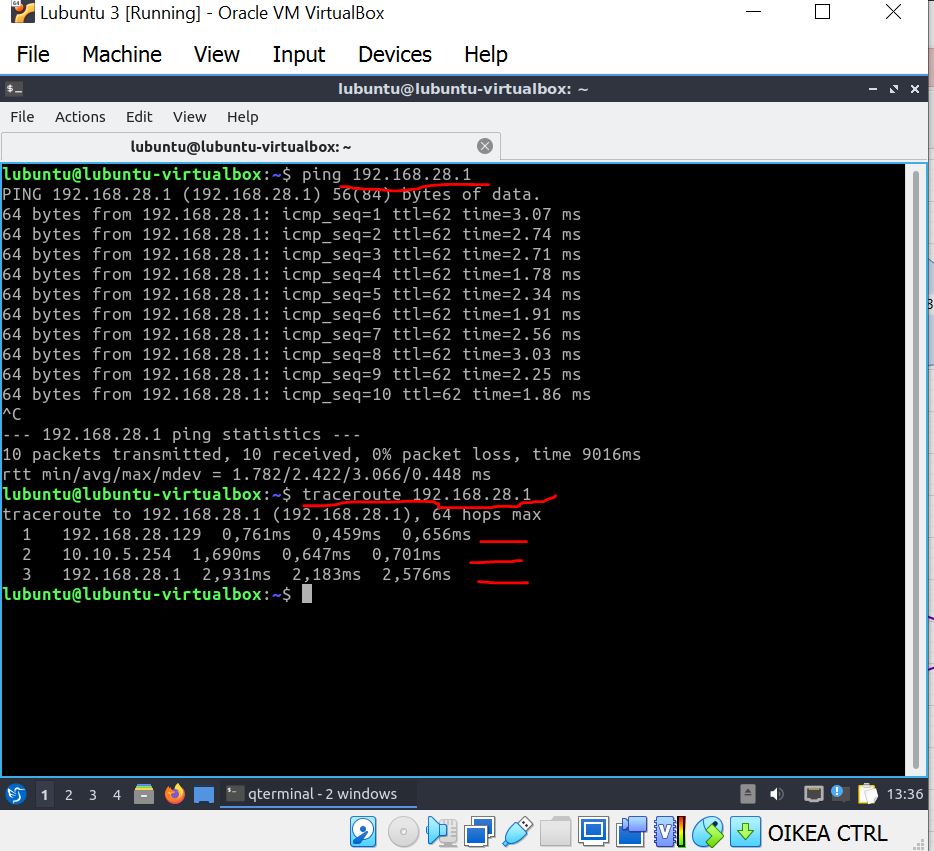 Lubuntu 3 [Running] - Oracle VM VirtualBox
File Machine View Input Devices Help
lubuntu@lubuntu-virtualbox: ~
File Actions Edit View Help
lubuntu@lubuntu-virtualbox: ~
lubuntu@lubuntu-virtualbox:~$ ping 192.168.28.1
PING 192.168.28.1 (192.168.28.1) 56(84) bytes of data.
64 bytes from 192.168.28.1: icmp_seq=1 ttl=62 time=3.07 ms
64 bytes from 192.168.28.1: icmp_seq=2 ttl=62 time=2.74 ms
64 bytes from 192.168.28.1: icmp_seq=3 ttl=62 time=2.71 ms
64 bytes from 192.168.28.1: icmp_seq=4 ttl=62 time=1.78 ms
64 bytes from 192.168.28.1: icmp_seq=5 ttl=62 time=2.34 ms
64 bytes from 192.168.28.1: icmp_seq=6 ttl=62 time=1.91 ms
64 bytes from 192.168.28.1: icmp_seq=7 ttl=62 time=2.56 ms
64 bytes from 192.168.28.1: icmp_seq=8 ttl=62 time=3.03 ms
64 bytes from 192.168.28.1: icmp_seq=9 ttl=62 time=2.25 ms
64 bytes from 192.168.28.1: icmp_seq=10 ttl=62 time=1.86 ms
^C
--- 192.168.28.1 ping statistics ---
10 packets transmitted, 10 received, 0% packet loss, time 9016ms
rtt min/avg/max/mdev = 1.782/2.422/3.066/0.448 ms
lubuntu@lubuntu-virtualbox:~$ traceroute 192.168.28.1
traceroute to 192.168.28.1 (192.168.28.1), 64 hops max
1 192.168.28.129 0,761ms 0,459ms 0,656ms
2 10.10.5.254 1,690ms 0,647ms 0,701ms
3 192.168.28.1 2,931ms 2,183ms 2,576ms
lubuntu@lubuntu-virtualbox:~$
1 2 3 4 qterminal - 2 windows 13:36
OIKEA CTRL